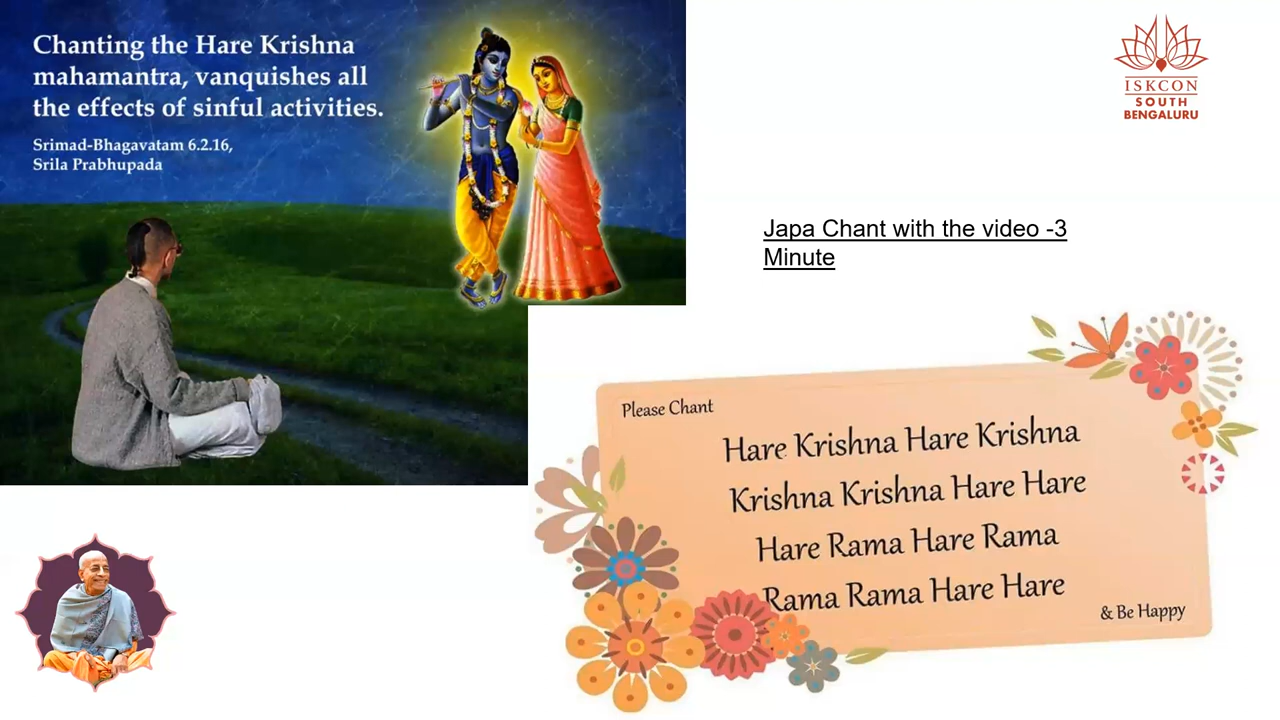 Chanting the Hare Krishna
mahamantra, vanquishes all
the effects of sinful activities.
Srimad-Bhagavatam 6.2.16,
Srila Prabhupada
ISKCON
SOUTH
BENGALURU
Japa Chant with the video -3
Minute
Please Chant
Hare Krishna Hare Krishna
Krishna Krishna Hare Hare
Hare Rama Hare Rama
Rama Rama Hare Hare
& Be Happy